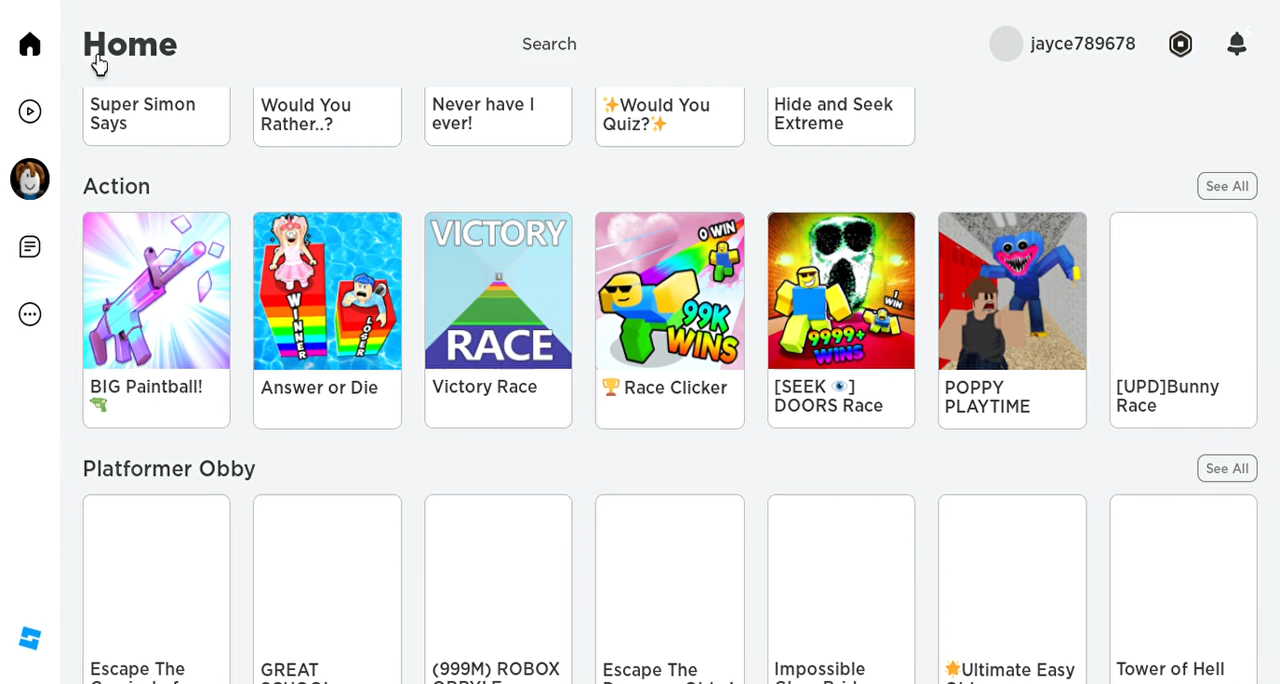 Home
Search
jayce789678
Super Simon
Says
Would You
Rather..?
Never have I
ever!
✨Would You
Quiz?✨
Hide and Seek
Extreme
Action
See All
WINNER
LOSER
VICTORY
RACE
0 WIN
99K
WINS
1
WIN
9999+
WINS
BIG Paintball!
🔫
Answer or Die
Victory Race
🏆 Race Clicker
[SEEK 👁️]
DOORS Race
POPPY
PLAYTIME
[UPD]Bunny
Race
Platformer Obby
See All
Escape The
GREAT
(999M) ROBOX
Escape The
Impossible
🌟Ultimate Easy
Tower of Hell